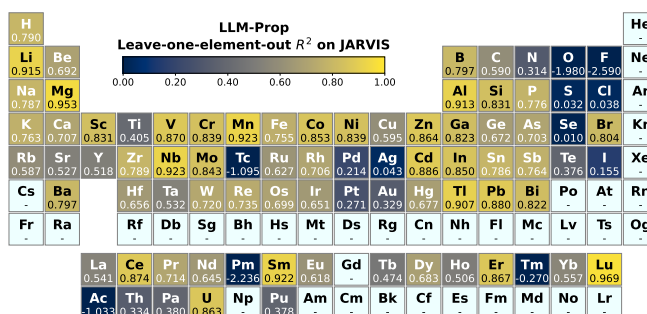 LLM-Prop
Leave-one-element-out R² on JARVIS
0.00 0.20 0.40 0.60 0.80 1.00
H He
0.790
Li Be B C N O F Ne
0.915 0.692 0.797 0.590 0.314 -1.980 -2.590
Na Mg Al Si P S Cl Ar
0.787 0.953 0.913 0.831 0.776 0.032 0.038
K Ca Sc Ti V Cr Mn Fe Co Ni Cu Zn Ga Ge As Se Br Kr
0.763 0.707 0.831 0.405 0.870 0.839 0.923 0.755 0.853 0.839 0.595 0.864 0.823 0.672 0.703 0.010 0.804
Rb Sr Y Zr Nb Mo Tc Ru Rh Pd Ag Cd In Sn Sb Te I Xe
0.587 0.527 0.518 0.789 0.923 0.843 -1.095 0.627 0.706 0.214 0.043 0.886 0.850 0.786 0.764 0.376 0.155
Cs Ba Hf Ta W Re Os Ir Pt Au Hg Tl Pb Bi Po At Rn
- 0.797 0.656 0.532 0.720 0.735 0.699 0.651 0.271 0.329 0.677 0.907 0.880 0.822 - -
Fr Ra Rf Db Sg Bh Hs Mt Ds Rg Cn Nh Fl Mc Lv Ts Og
- - - - - - - - - - - - - - - - -
La Ce Pr Nd Pm Sm Eu Gd Tb Dy Ho Er Tm Yb Lu
0.541 0.874 0.714 0.645 -2.236 0.922 0.618 - 0.474 0.683 0.506 0.867 -0.270 0.557 0.969
Ac Th Pa U Np Pu Am Cm Bk Cf Es Fm Md No Lr
-1.033 0.334 0.380 0.863 - 0.378 - - - - - - - - -